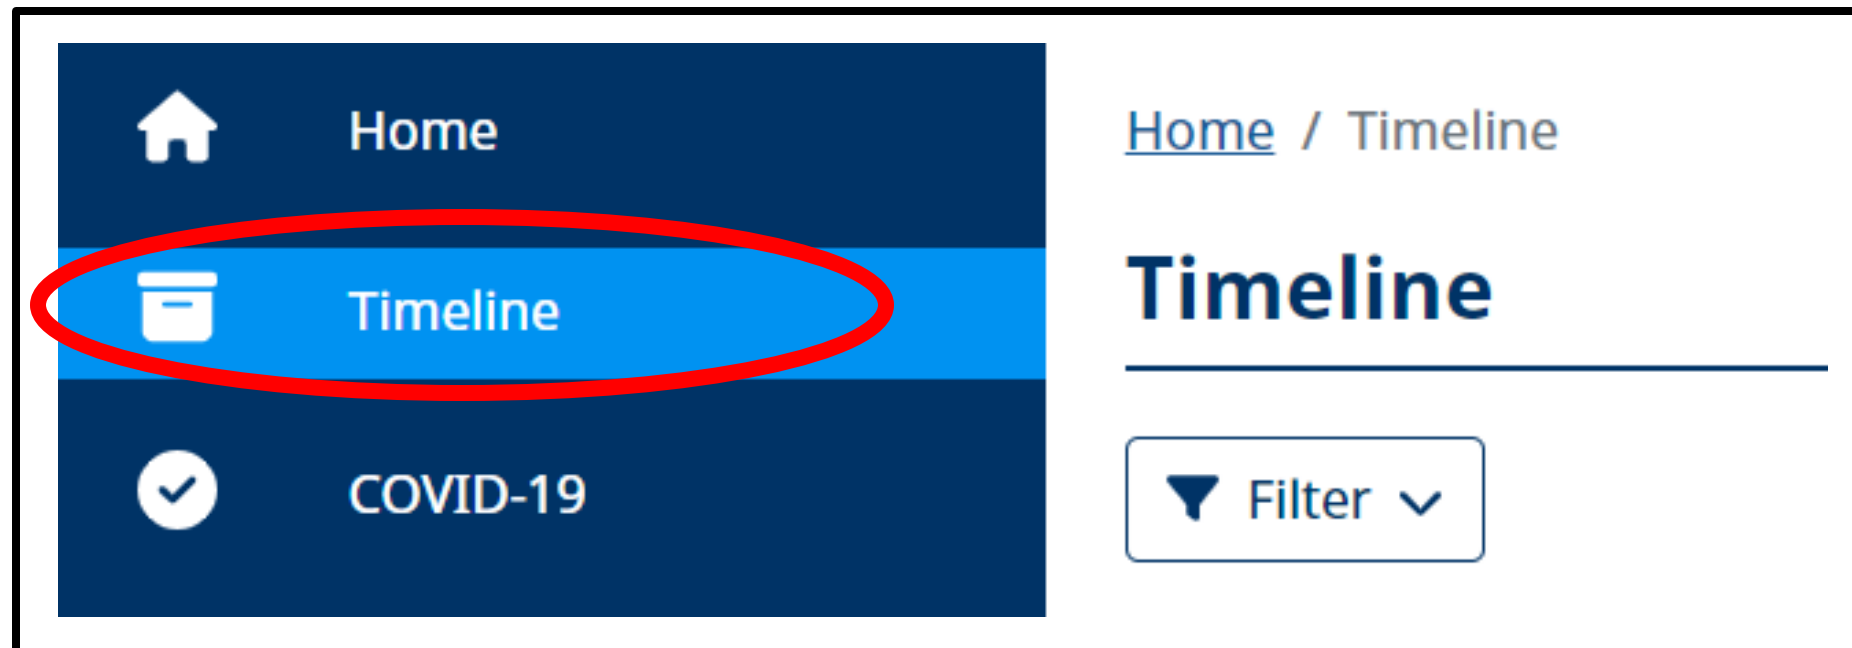 Home
Timeline
COVID-19
Home / Timeline
Timeline
Filter